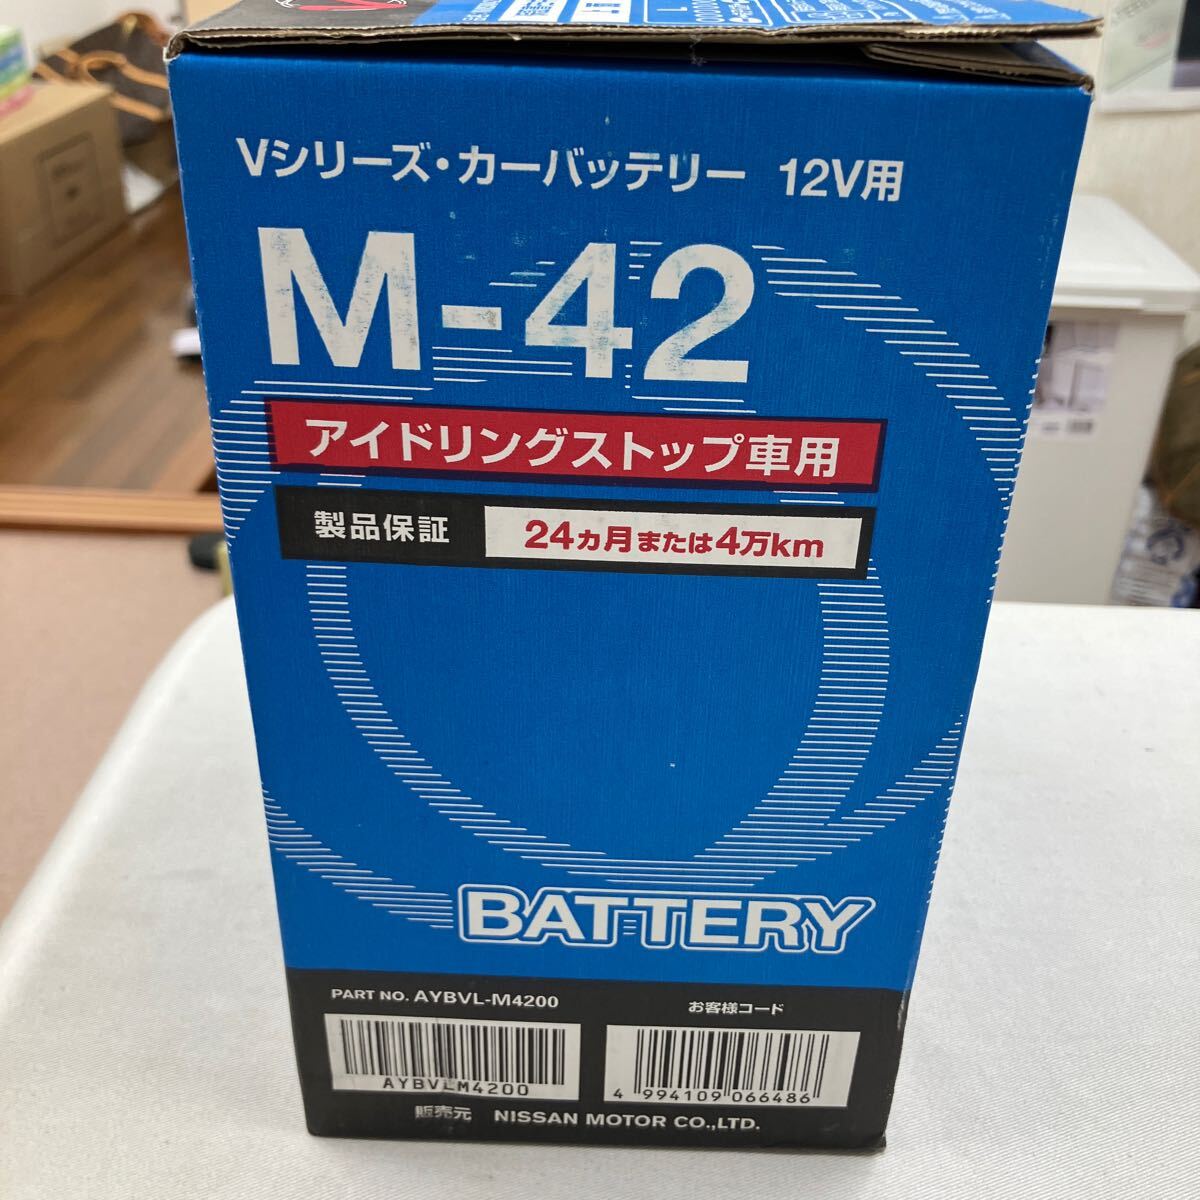 Vシリーズ・カーバッテリー 12V用
M-42
アイドリングストップ車用
製品保証 24ヵ月または4万km
BATTERY
PART NO. AYBVL-M4200 お客様コード
AYBVLM4200 4 994109 066486
販売元 NISSAN MOTOR CO.,LTD.